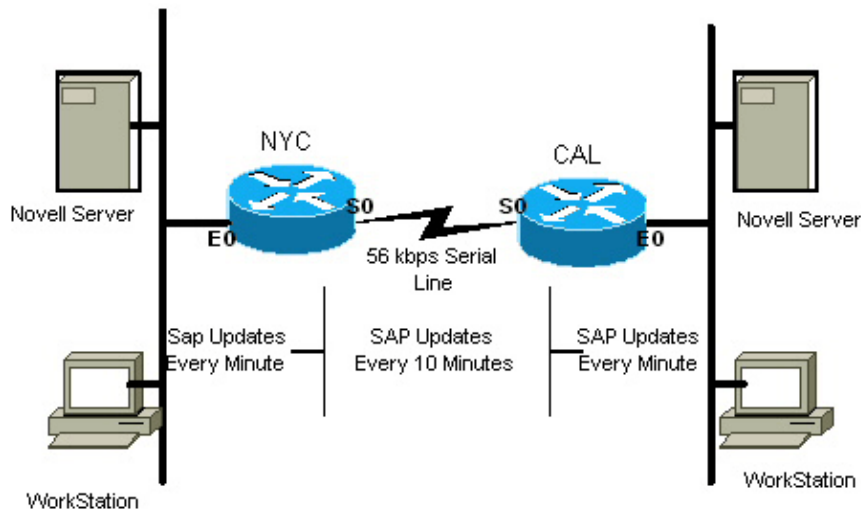 NYC
CAL
Novell Server
Novell Server
E0
S0
S0
E0
56 kbps Serial
Line
Sap Updates
Every Minute
SAP Updates
Every 10 Minutes
SAP Updates
Every Minute
WorkStation
WorkStation